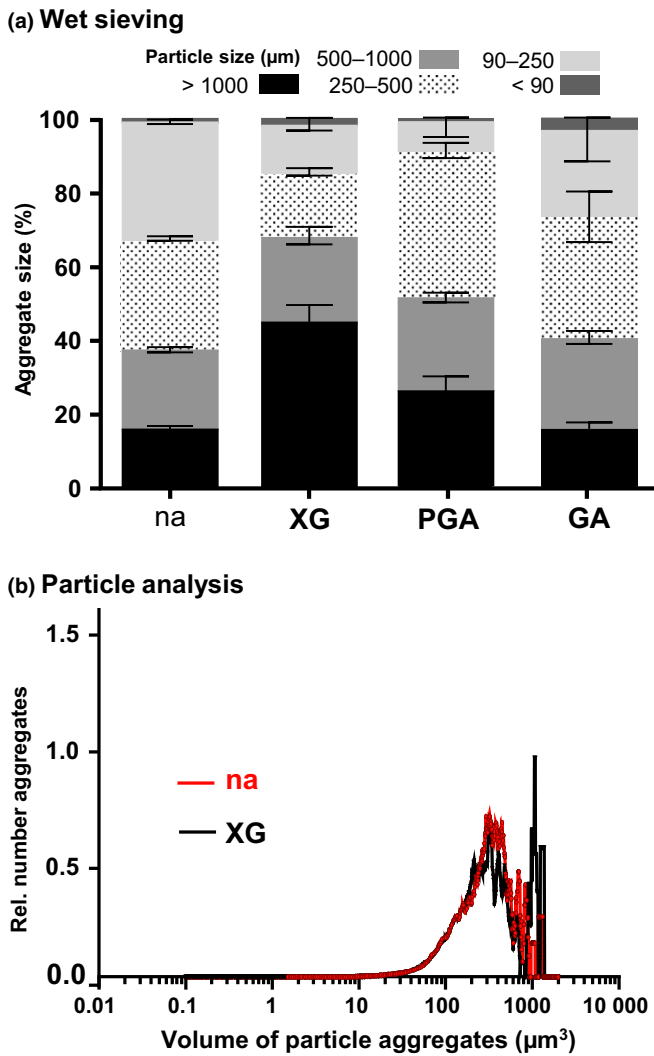 (a) Wet sieving
Particle size (µm) 500–1000 90–250
> 1000 250–500 < 90
Aggregate size (%)
100
80
60
40
20
0
na XG PGA GA
(b) Particle analysis
Rel. number aggregates
1.5
1.0
0.5
0.0
na
XG
0.01 0.1 1 10 100 1000 10 000
Volume of particle aggregates (µm³)